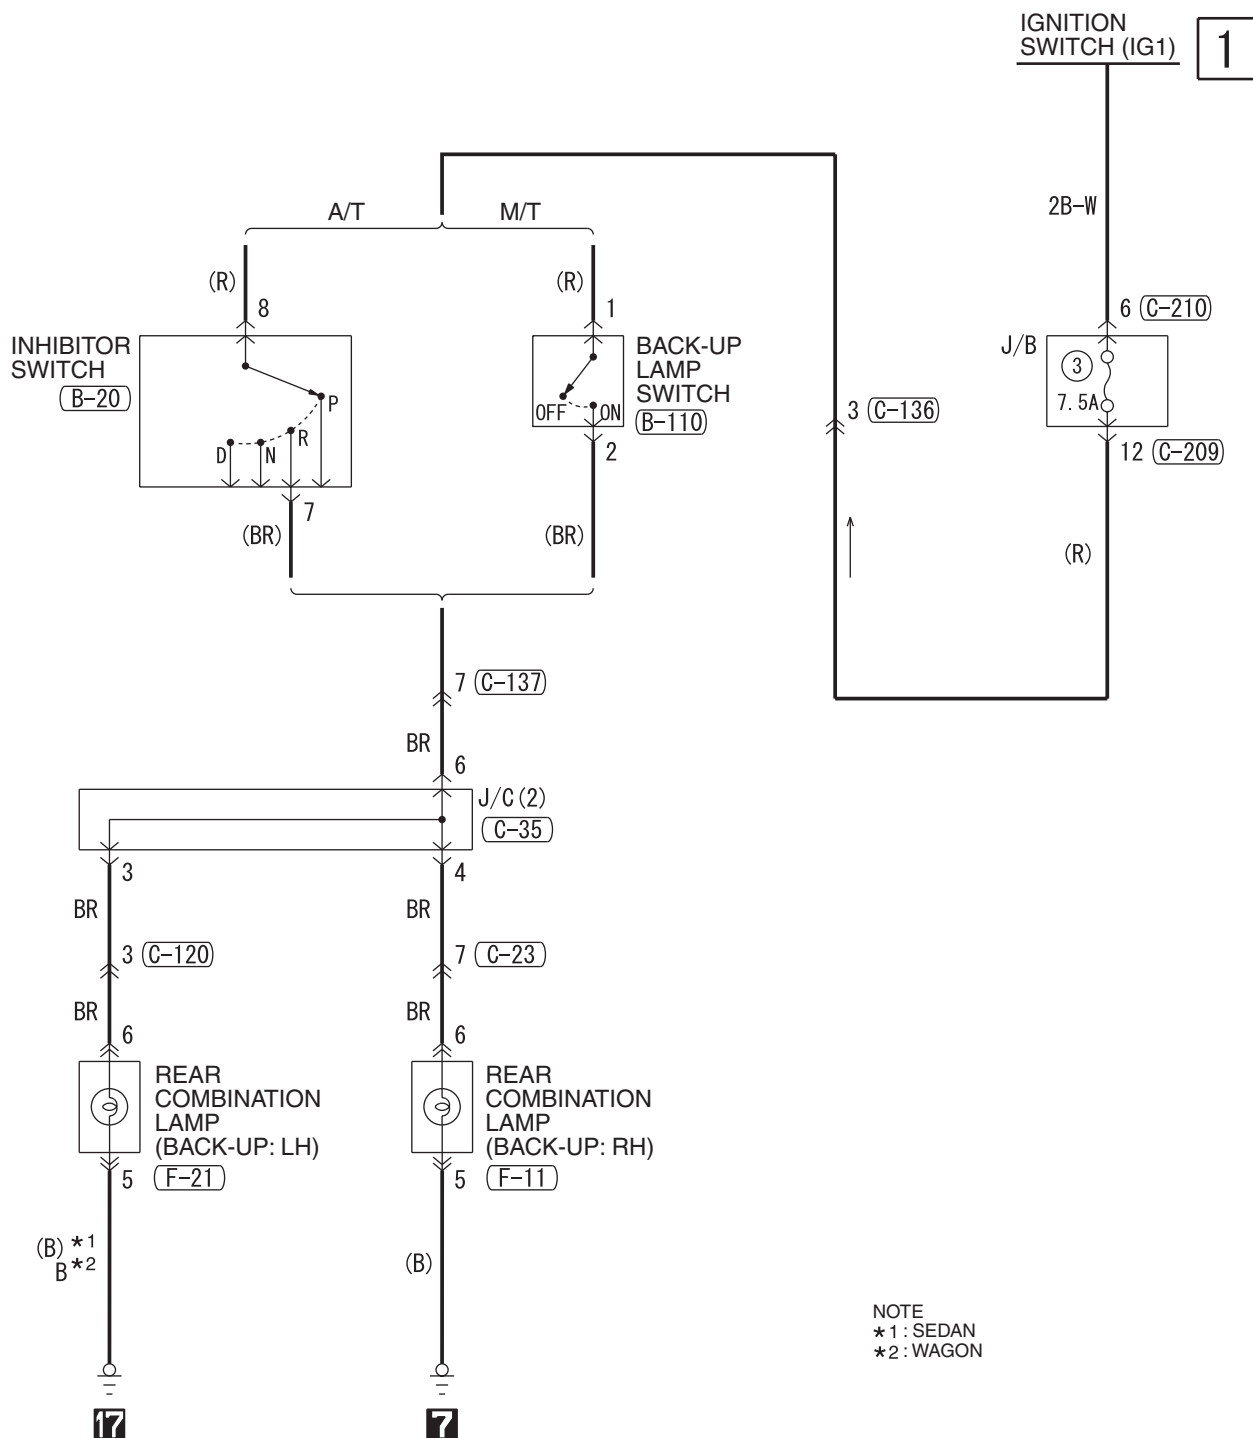 IGNITION
SWITCH (IG1)
1
2B-W
A/T
M/T
(R)
(R)
8
1
6 (C-210)
INHIBITOR
SWITCH
B-20
P
R
D
N
BACK-UP
LAMP
SWITCH
B-110
OFF
ON
J/B
3
7.5A
3 C-136
12 C-209
2
7
(BR)
(BR)
(R)
7 C-137
BR
6
J/C(2)
C-35
3
4
BR
BR
3 C-120
7 C-23
BR
BR
6
6
REAR
COMBINATION
LAMP
(BACK-UP: LH)
5 F-21
REAR
COMBINATION
LAMP
(BACK-UP: RH)
5 F-11
(B) *1
B *2
(B)
NOTE
*1 : SEDAN
*2 : WAGON
17
7